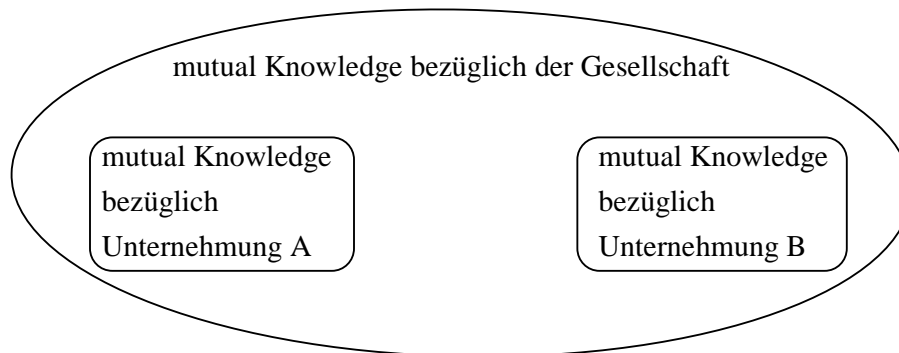 mutual Knowledge bezüglich der Gesellschaft
mutual Knowledge
bezüglich
Unternehmung A
mutual Knowledge
bezüglich
Unternehmung B